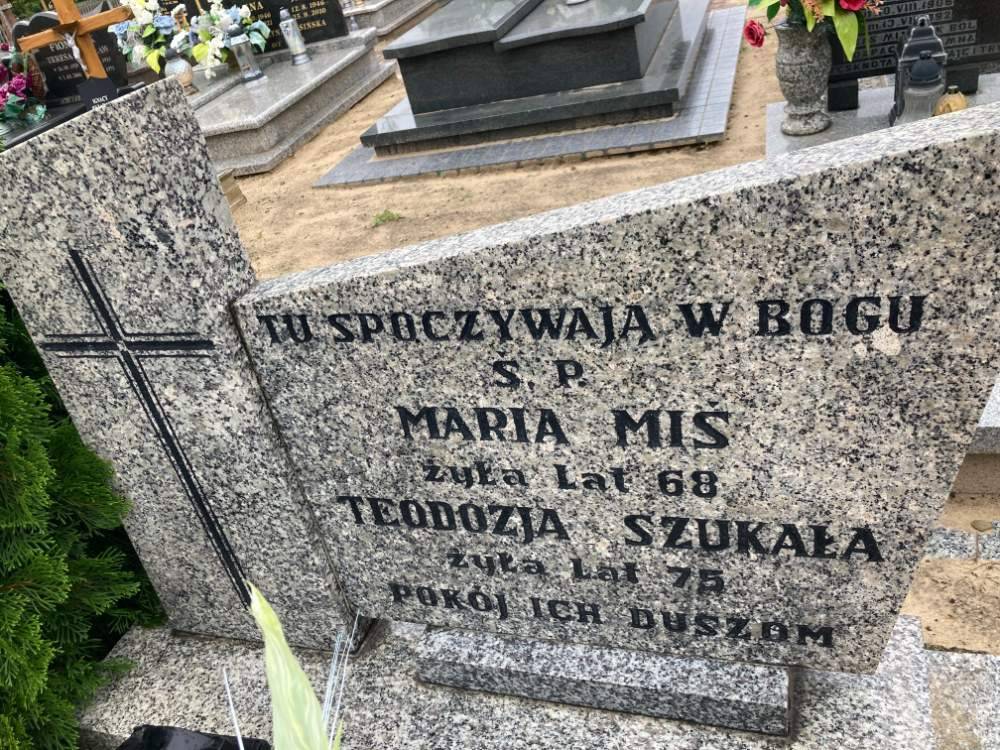 TU SPOCZYWAJĄ W BOGU
Ś. P.
MARIA MIŚ
żyła Lat 68
TEODOZJA SZUKAŁA
żyła Lat 75
POKÓJ ICH DUSZOM